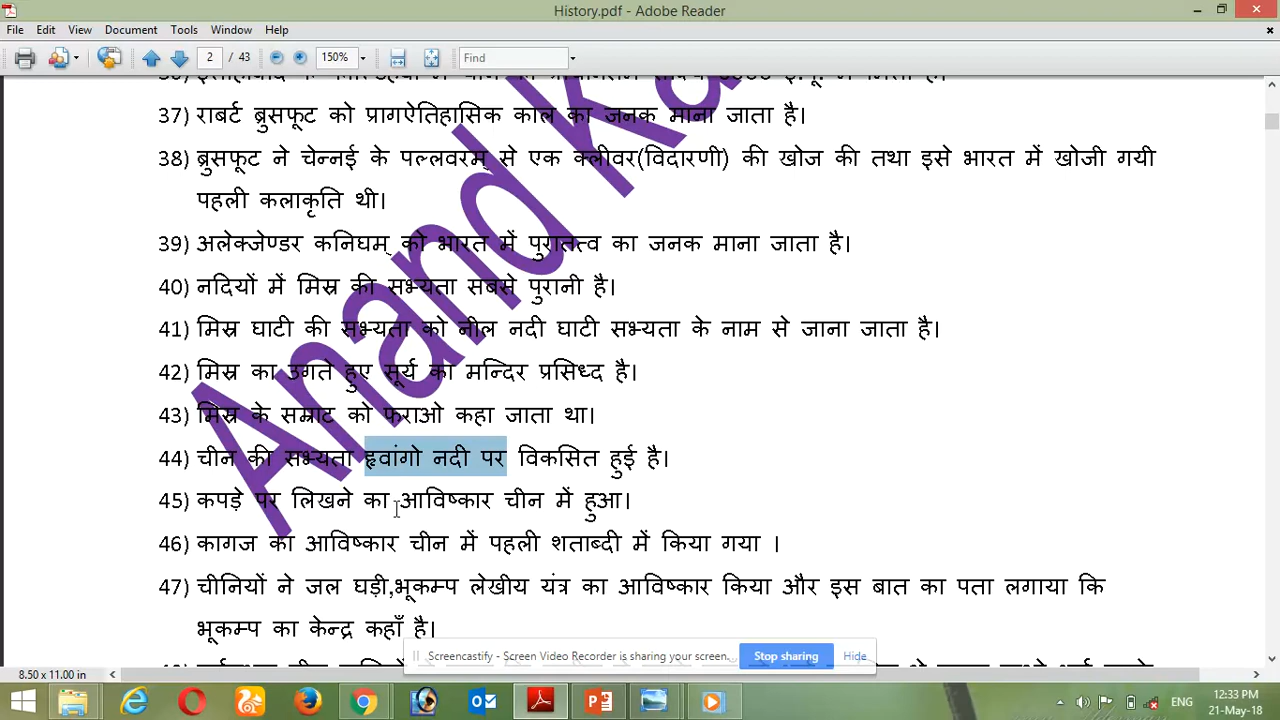 History.pdf - Adobe Reader
File Edit View Document Tools Window Help
2 / 43 150% Find
37) राबर्ट ब्रुसफूट को प्रागऐतिहासिक काल का जनक माना जाता है।
38) ब्रुसफूट ने चेन्नई के पल्लवरम् से एक क्लीवर(विदारणी) की खोज की तथा इसे भारत में खोजी गयी
पहली कलाकृति थी।
39) अलेक्जेण्डर कनिघम् को भारत में पुरातत्व का जनक माना जाता है।
40) नदियों में मिस्र की सभ्यता सबसे पुरानी है।
41) मिस्र घाटी की सभ्यता को नील नदी घाटी सभ्यता के नाम से जाना जाता है।
42) मिस्र का उगते हुए सूर्य का मन्दिर प्रसिध्द है।
43) मिस्र के सम्राट को फराओ कहा जाता था।
44) चीन की सभ्यता हृवांगो नदी पर विकसित हुई है।
45) कपड़े पर लिखने का आविष्कार चीन में हुआ।
46) कागज का आविष्कार चीन में पहली शताब्दी में किया गया ।
47) चीनियों ने जल घड़ी,भूकम्प लेखीय यंत्र का आविष्कार किया और इस बात का पता लगाया कि
भूकम्प का केन्द्र कहाँ है।
Anand Ka
Screencastify - Screen Video Recorder is sharing your screen. Stop sharing Hide
8.50 x 11.00 in
ENG 12:33 PM
21-May-18